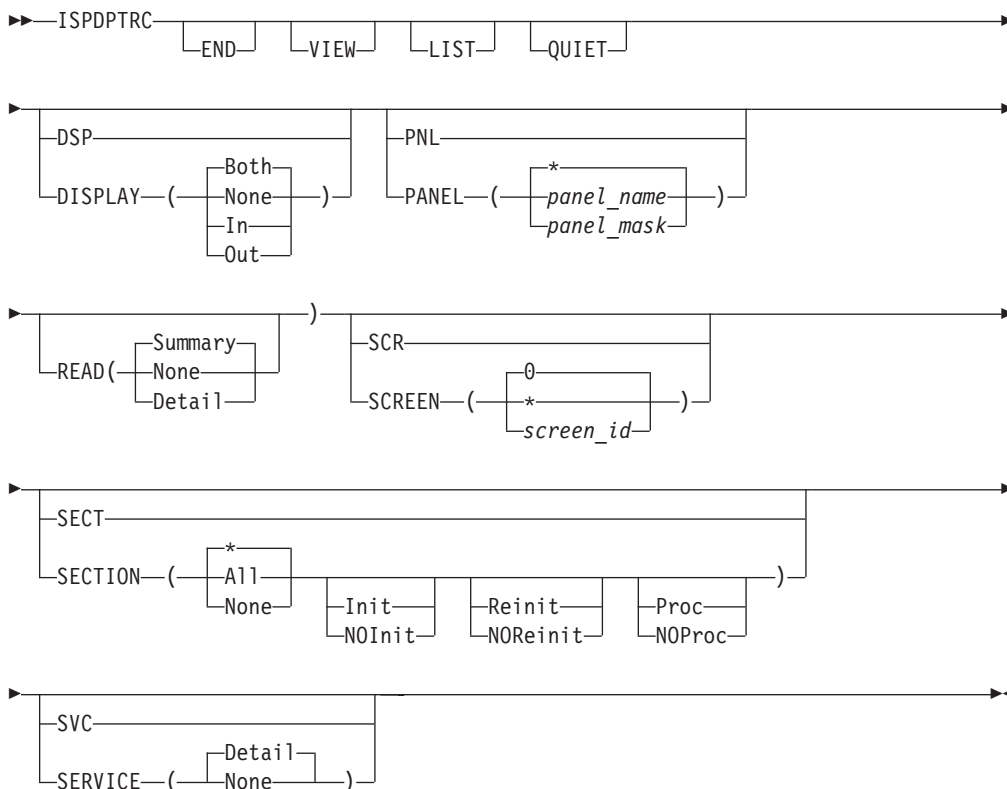 ISPDPTRC
END VIEW LIST QUIET
DSP PNL
Both *
DISPLAY ( None ) PANEL ( panel_name )
In panel_mask
Out
)
Summary SCR
READ( None 0
Detail SCREEN ( * )
screen_id
SECT
*
SECTION ( All )
None Init Reinit Proc
NOInit NOReinit NOProc
SVC
Detail
SERVICE ( None )